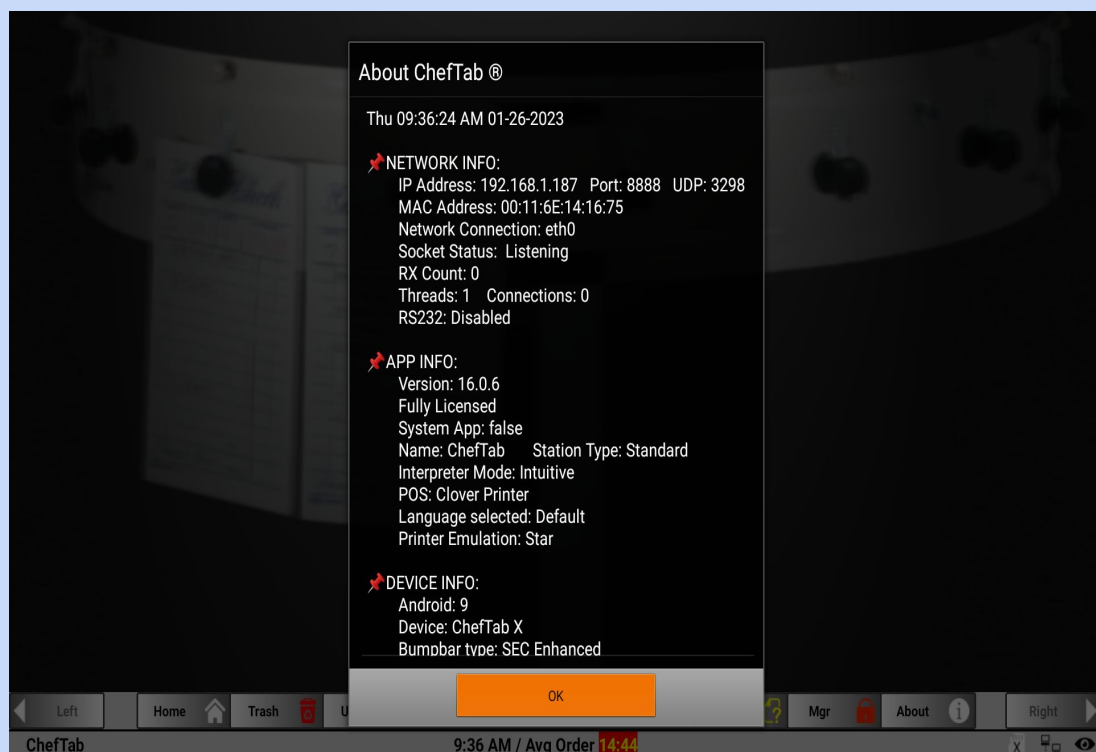 About ChefTab ®
Thu 09:36:24 AM 01-26-2023
NETWORK INFO:
IP Address: 192.168.1.187 Port: 8888 UDP: 3298
MAC Address: 00:11:6E:14:16:75
Network Connection: eth0
Socket Status: Listening
RX Count: 0
Threads: 1 Connections: 0
RS232: Disabled
APP INFO:
Version: 16.0.6
Fully Licensed
System App: false
Name: ChefTab Station Type: Standard
Interpreter Mode: Intuitive
POS: Clover Printer
Language selected: Default
Printer Emulation: Star
DEVICE INFO:
Android: 9
Device: ChefTab X
Bumpbar type: SEC Enhanced
OK
Left Home Trash U Mgr About Right
ChefTab 9:36 AM / Avg Order 14:44